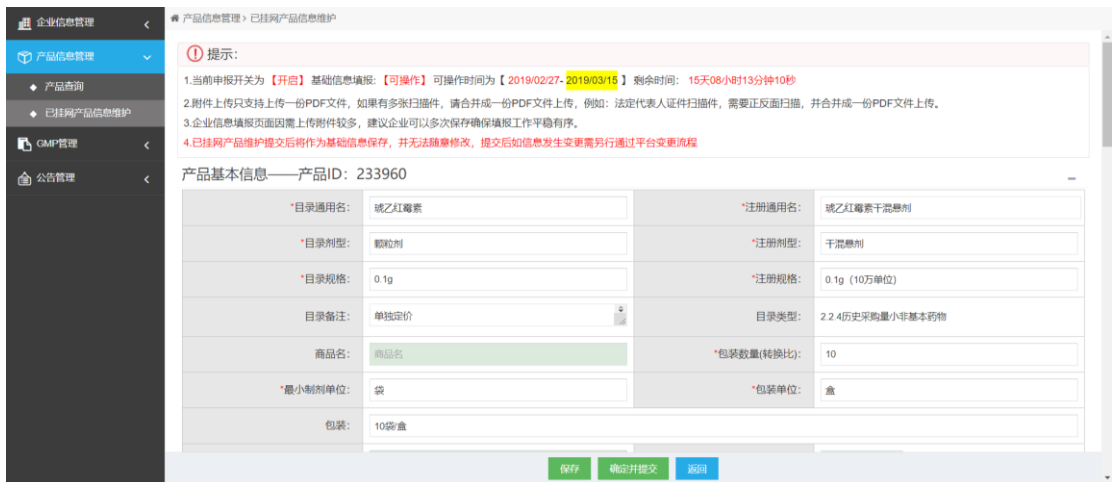 企业信息管理
产品信息管理 > 已挂网产品信息维护
产品信息管理
产品查询
已挂网产品信息维护
GMP管理
公告管理
提示：
1.当前申报开关为【开启】 基础信息填报:【可操作】 可操作时间为【 2019/02/27- 2019/03/15 】 剩余时间： 15天08小时13分钟10秒
2.附件上传只支持上传一份PDF文件，如果有多张扫描件，请合并成一份PDF文件上传，例如：法定代表人证件扫描件，需要正反面扫描，并合并成一份PDF文件上传。
3.企业信息填报页面因需上传附件较多，建议企业可以多次保存确保填报工作平稳有序。
4.已挂网产品维护提交后将作为基础信息保存，并无法随意修改，提交后如信息发生变更需另行通过平台变更流程
产品基本信息——产品ID：233960
*目录通用名： 琥乙红霉素 *注册通用名： 琥乙红霉素干混悬剂
*目录剂型： 颗粒剂 *注册剂型： 干混悬剂
*目录规格： 0.1g *注册规格： 0.1g（10万单位）
目录备注： 单独定价 目录类型： 2.2.4历史采购量小非基本药物
商品名： 商品名 *包装数量(转换比)： 10
*最小制剂单位： 袋 *包装单位： 盒
包装： 10袋/盒
保存 确定并提交 返回